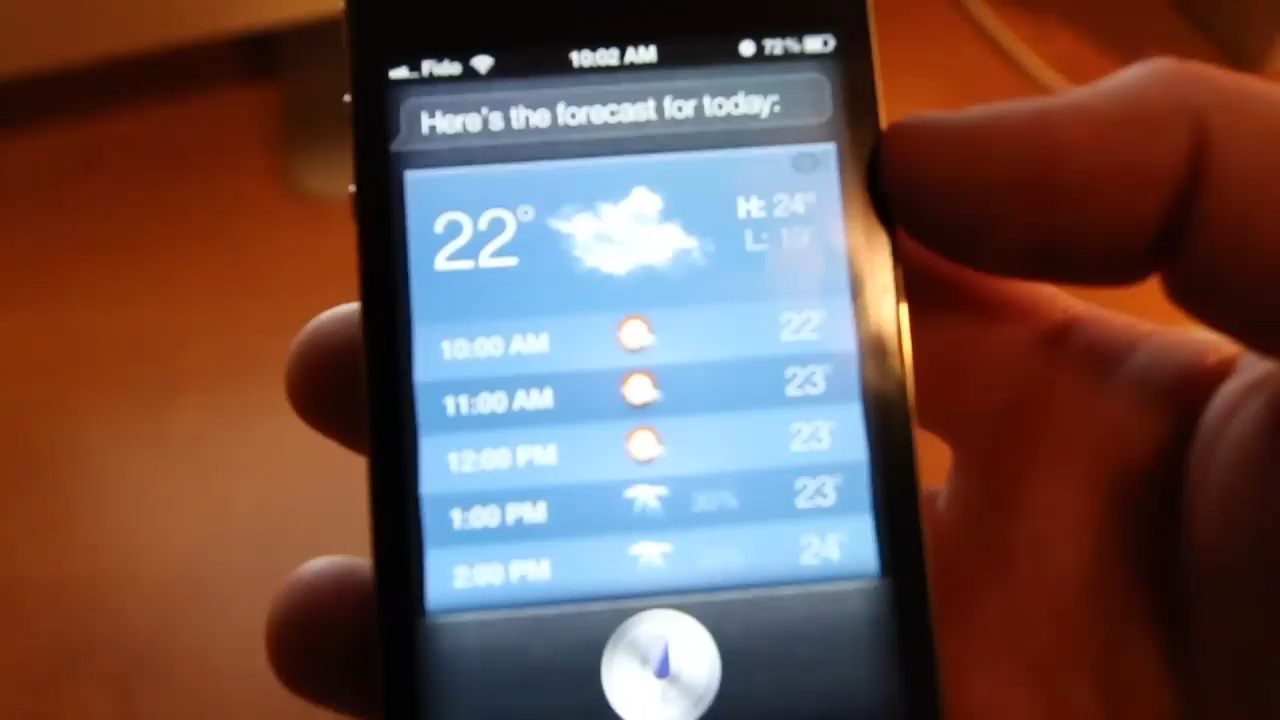 Fido 10:02 AM 72%
Here's the forecast for today:
22° H: 24°
L:
10:00 AM 22°
11:00 AM 23°
12:00 PM 23°
1:00 PM 30% 23°
2:00 PM 24°